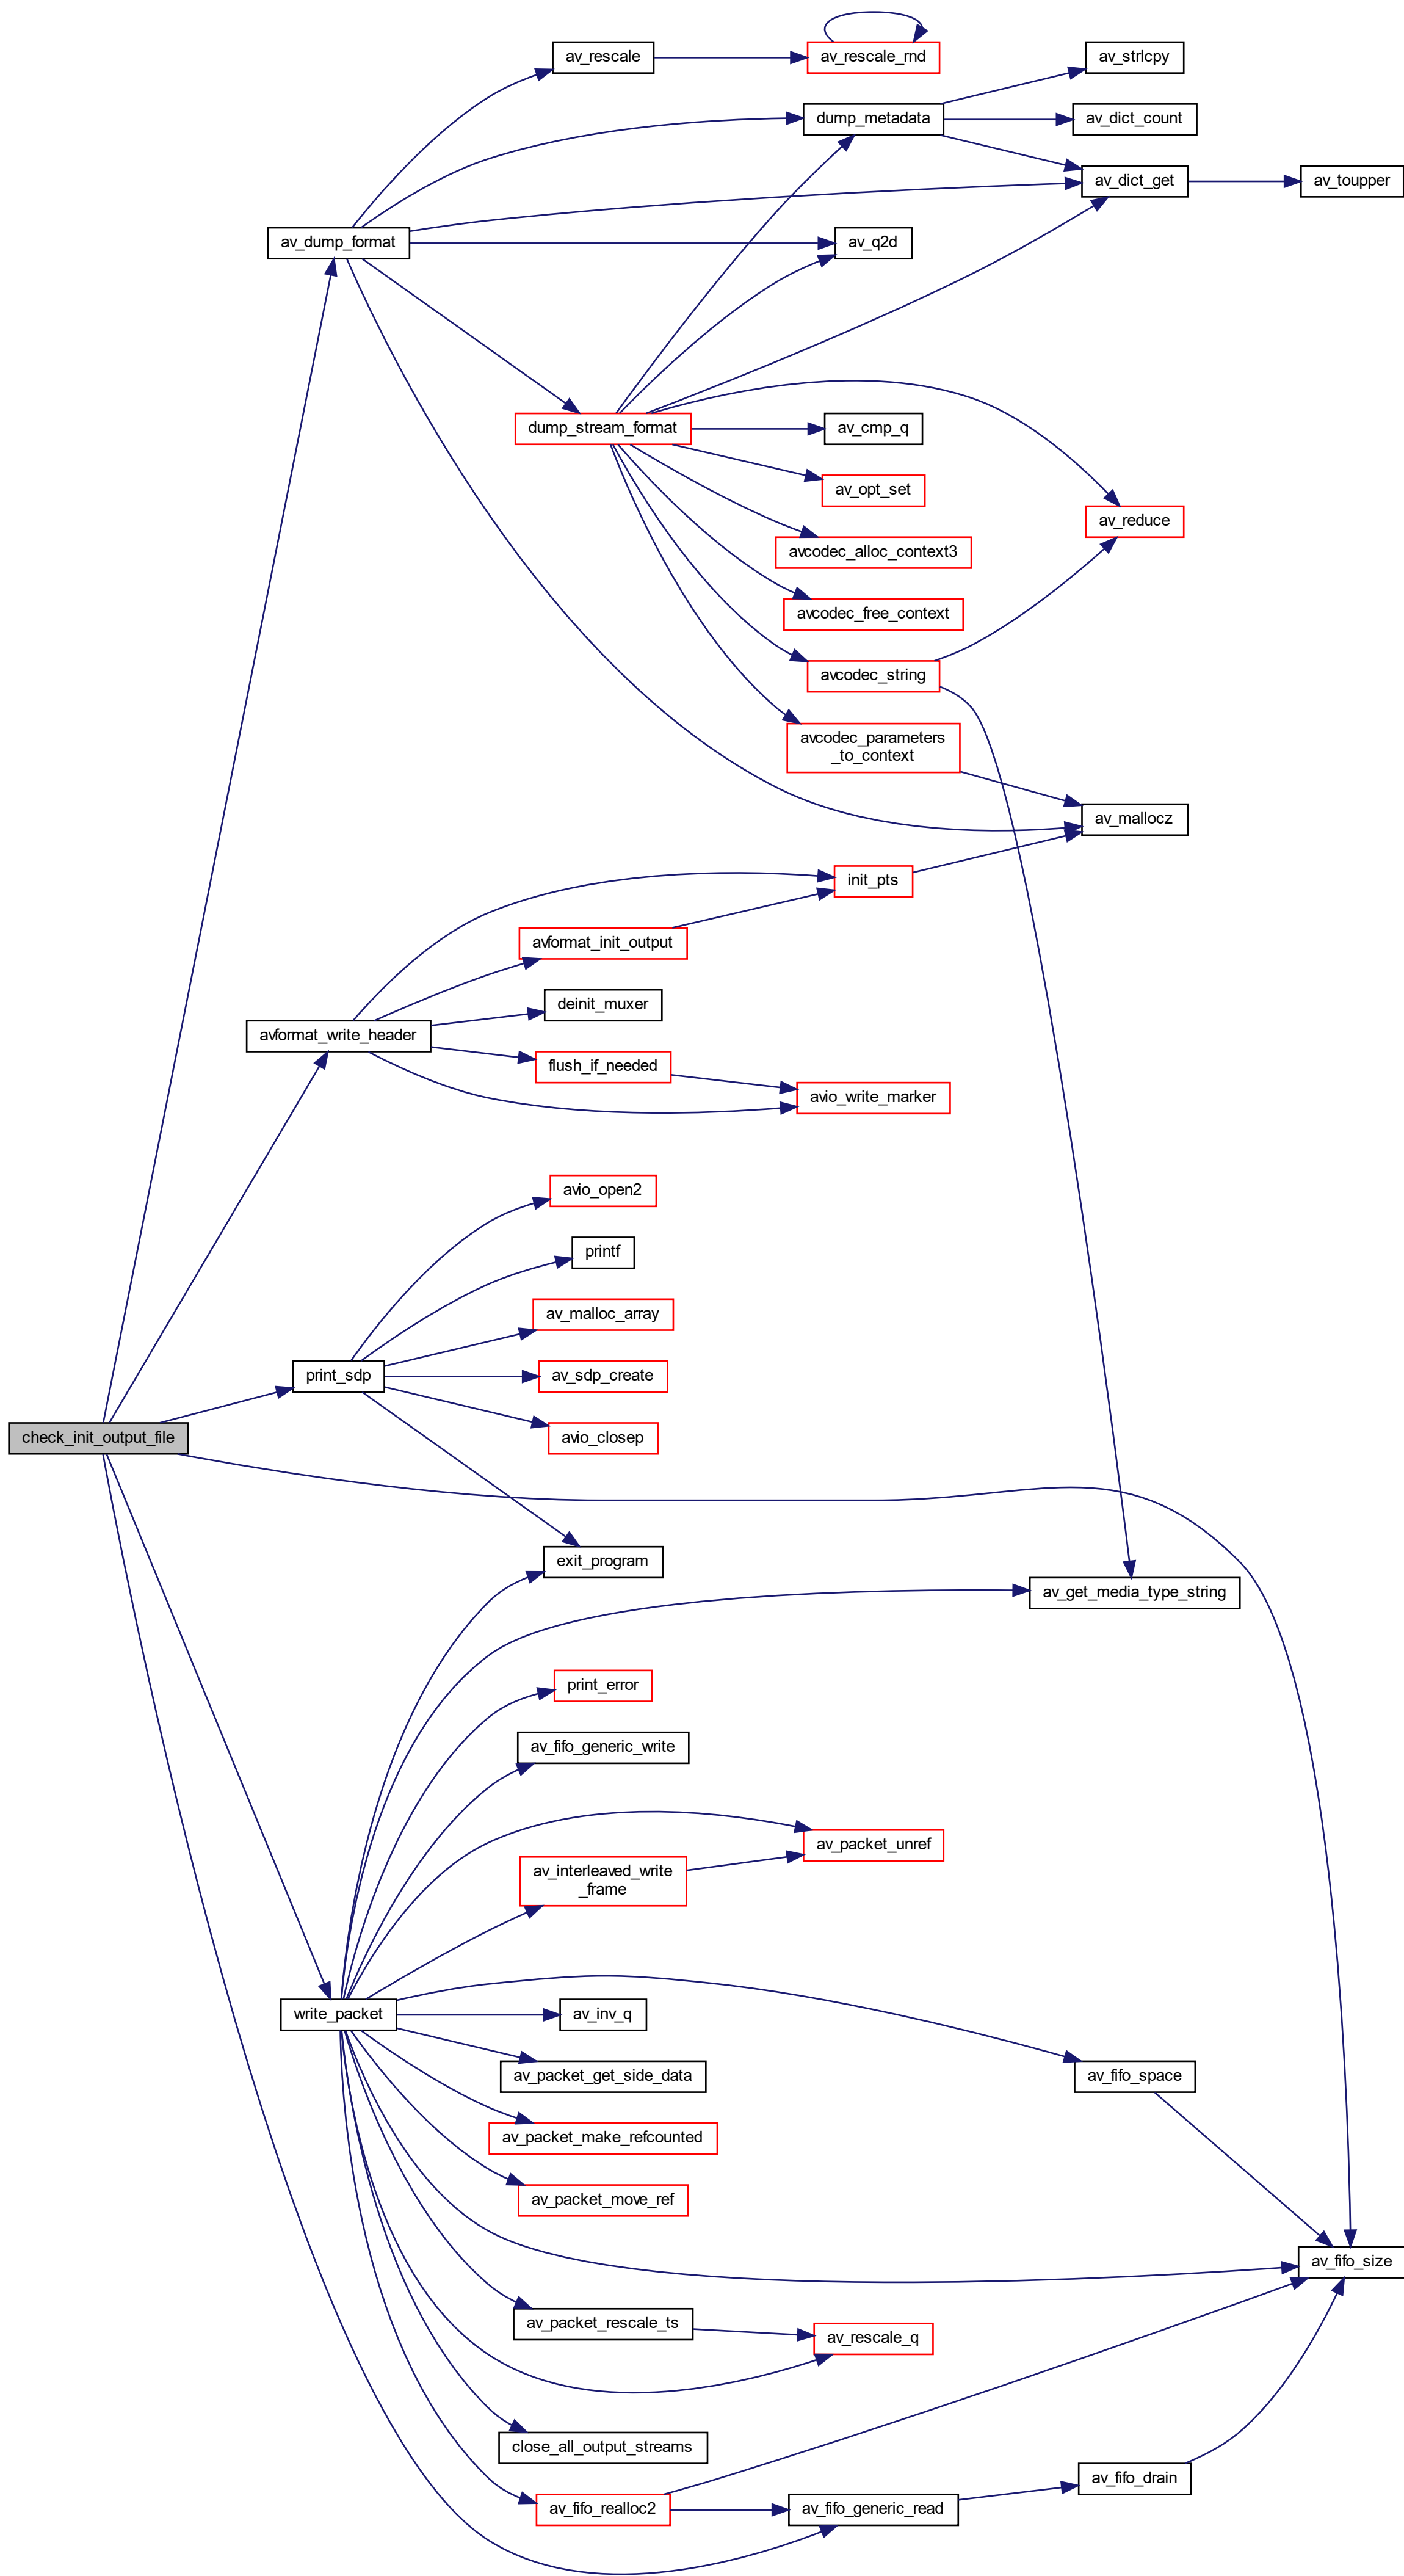 av_rescale
av_rescale_rnd
av_strlcpy
dump_metadata
av_dict_count
av_dict_get
av_toupper
av_dump_format
av_q2d
dump_stream_format
av_cmp_q
av_opt_set
av_reduce
avcodec_alloc_context3
avcodec_free_context
avcodec_string
avcodec_parameters
_to_context
av_mallocz
init_pts
avformat_init_output
deinit_muxer
avformat_write_header
flush_if_needed
avio_write_marker
avio_open2
printf
av_malloc_array
print_sdp
av_sdp_create
check_init_output_file
avio_closep
exit_program
av_get_media_type_string
print_error
av_fifo_generic_write
av_packet_unref
av_interleaved_write
_frame
write_packet
av_inv_q
av_packet_get_side_data
av_fifo_space
av_packet_make_refcounted
av_packet_move_ref
av_fifo_size
av_packet_rescale_ts
av_rescale_q
close_all_output_streams
av_fifo_drain
av_fifo_realloc2
av_fifo_generic_read